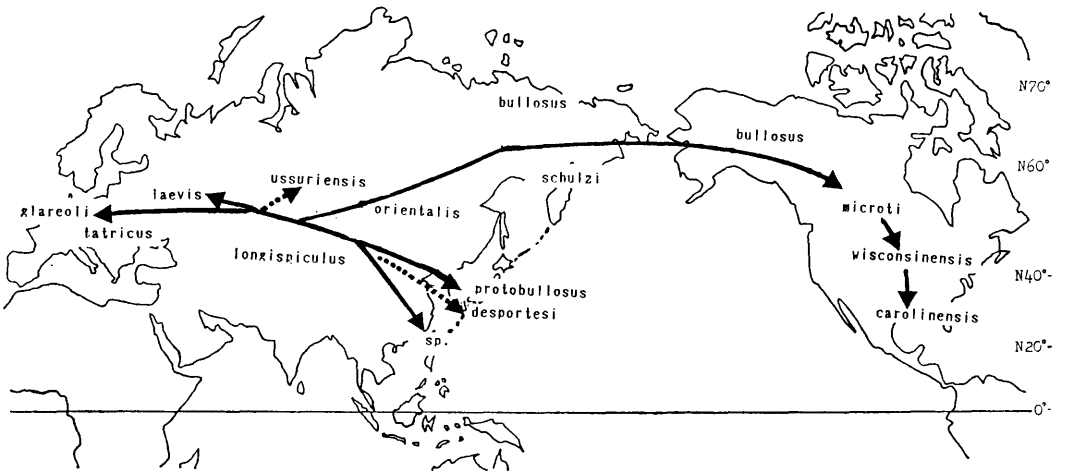 bullosus
N70°
bullosus
N60°
ussuriensis
schulzi
laevis
orientalis
microti
glareoli
tatricus
longispiculus
wisconsinensis
N40°-
protobullosus
desportesi
carolinensis
sp.
N20°-
0°-